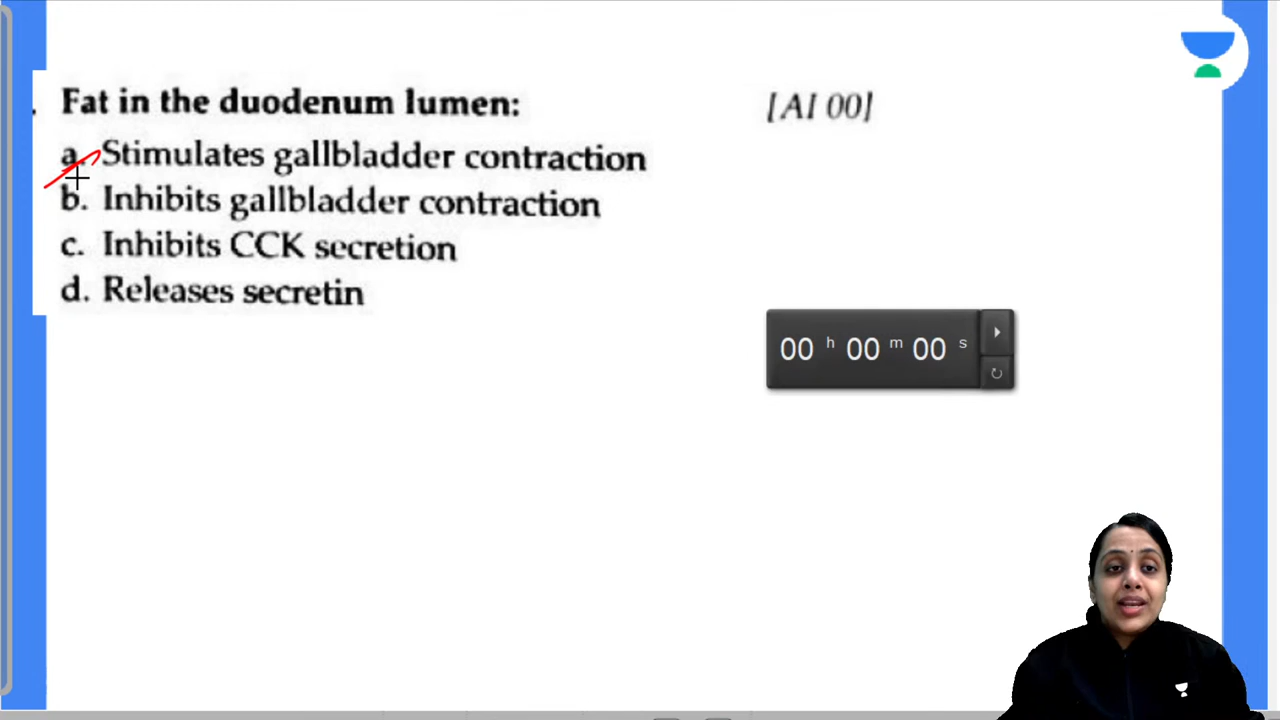 . Fat in the duodenum lumen: [AI 00]
a. Stimulates gallbladder contraction
b. Inhibits gallbladder contraction
c. Inhibits CCK secretion
d. Releases secretin
00 h 00 m 00 s